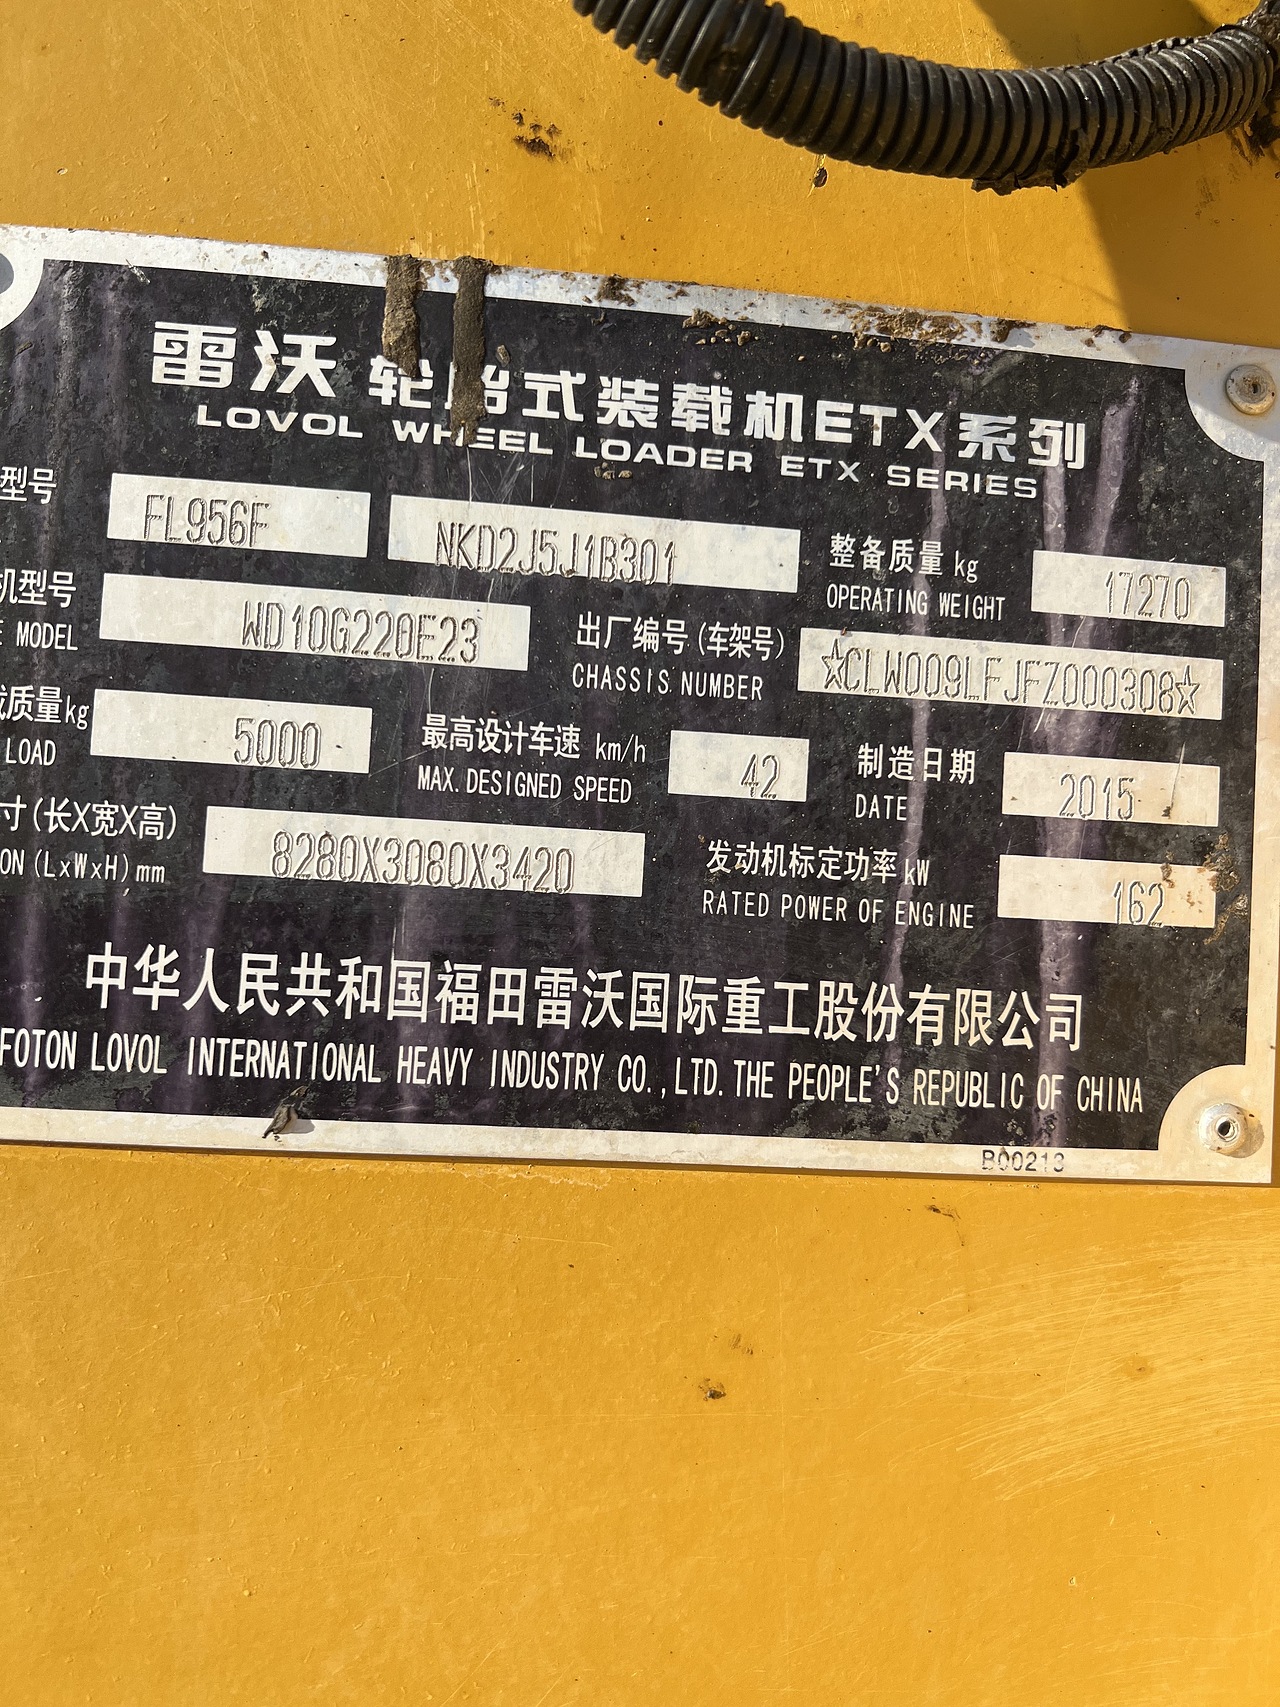 雷沃 轮胎式装载机ETX系列
LOVOL WHEEL LOADER ETX SERIES
型号 FL956F NKD2J5J1B301 整备质量 kg 17270
OPERATING WEIGHT
机型号 WD10G220E23 出厂编号(车架号) ☆CLW009LFJFZ000308☆
MODEL CHASSIS NUMBER
质量kg 5000 最高设计车速 km/h 42 制造日期 2015
LOAD MAX. DESIGNED SPEED DATE
寸(长X宽X高) 8280X3080X3420 发动机标定功率 kW 162
ON (LxWxH) mm RATED POWER OF ENGINE
中华人民共和国福田雷沃国际重工股份有限公司
FOTON LOVOL INTERNATIONAL HEAVY INDUSTRY CO.,LTD. THE PEOPLE'S REPUBLIC OF CHINA
B00213